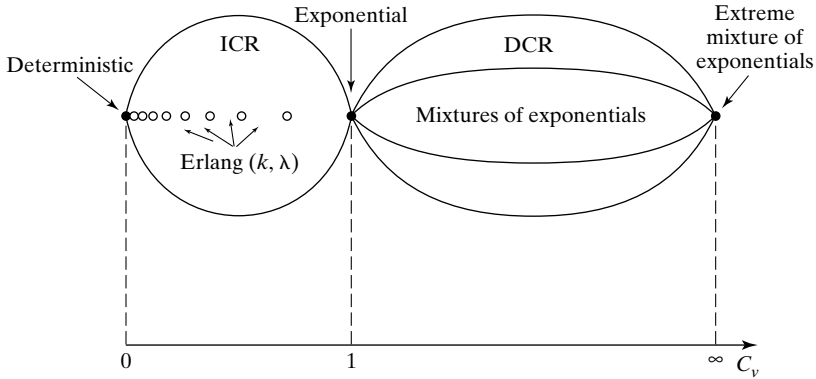 Exponential
Extreme
mixture of
exponentials
ICR
DCR
Deterministic
Mixtures of exponentials
Erlang (k, λ)
0
1
∞
C_v